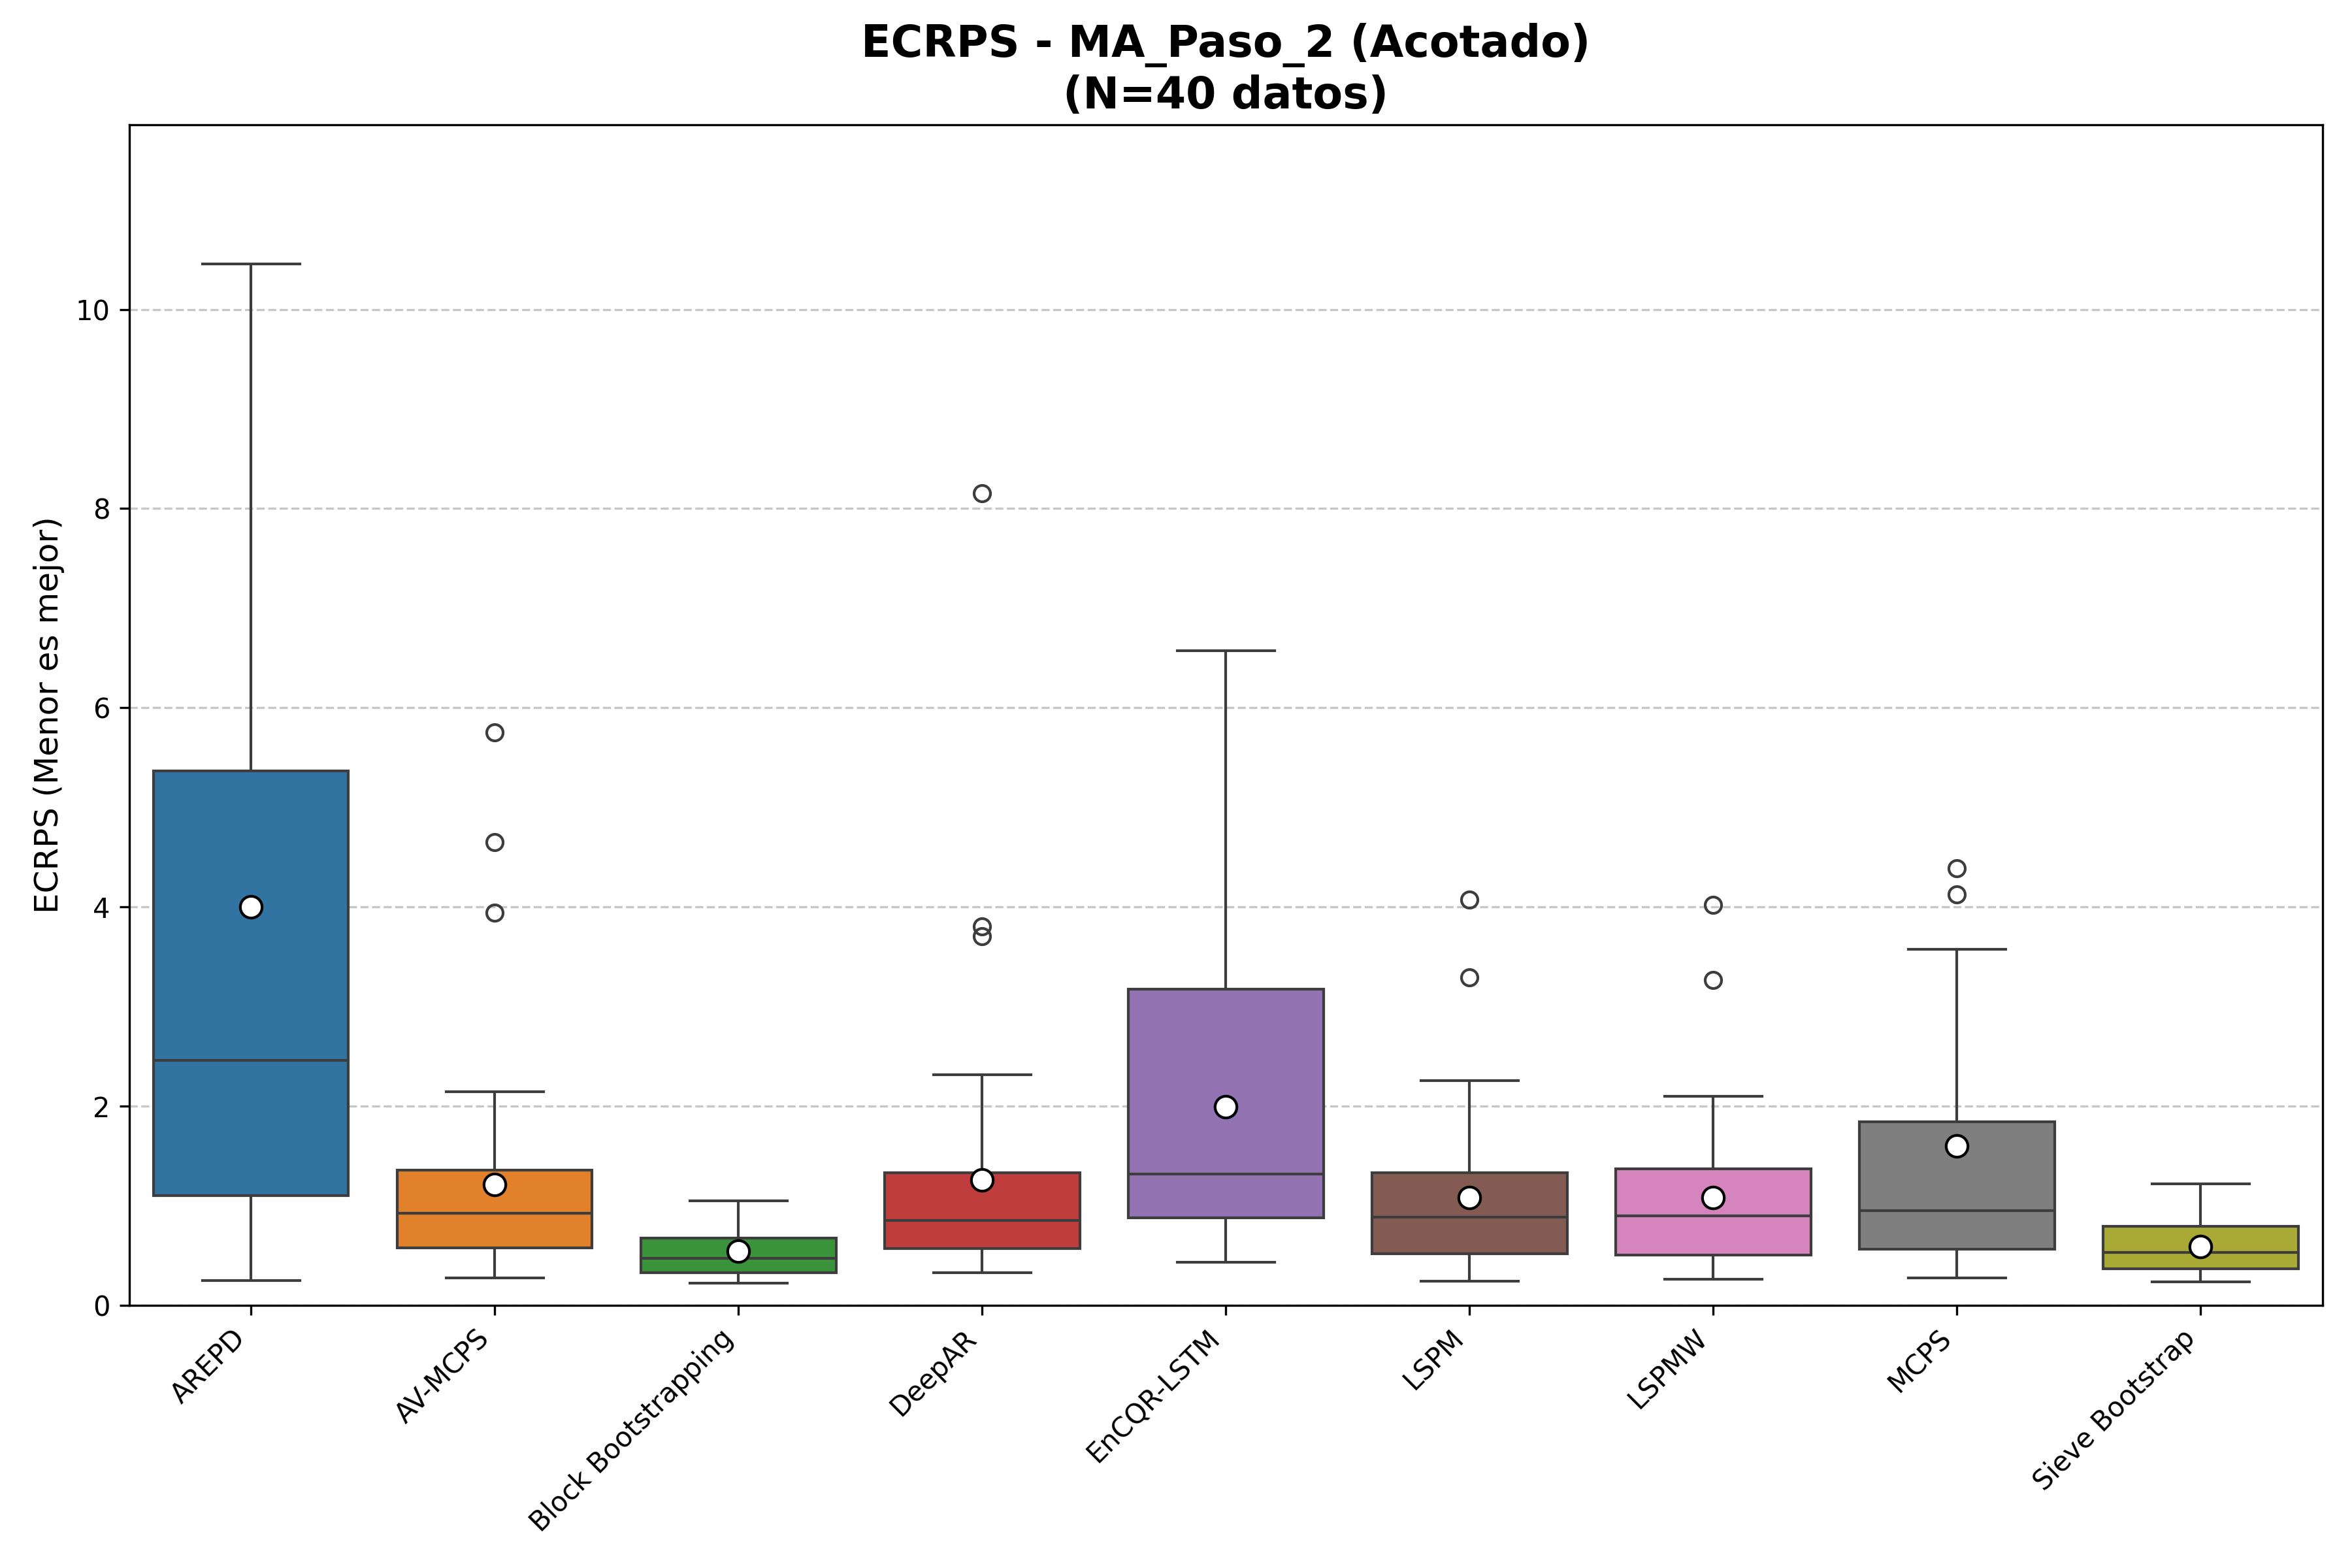 ECRPS - MA_Paso_2 (Acotado)
(N=40 datos)
ECRPS (Menor es mejor)
10
8
6
4
2
0
AREPD
AV-MCPS
Block Bootstrapping
DeepAR
EnCQR-LSTM
LSPM
LSPMW
MCPS
Sieve Bootstrap